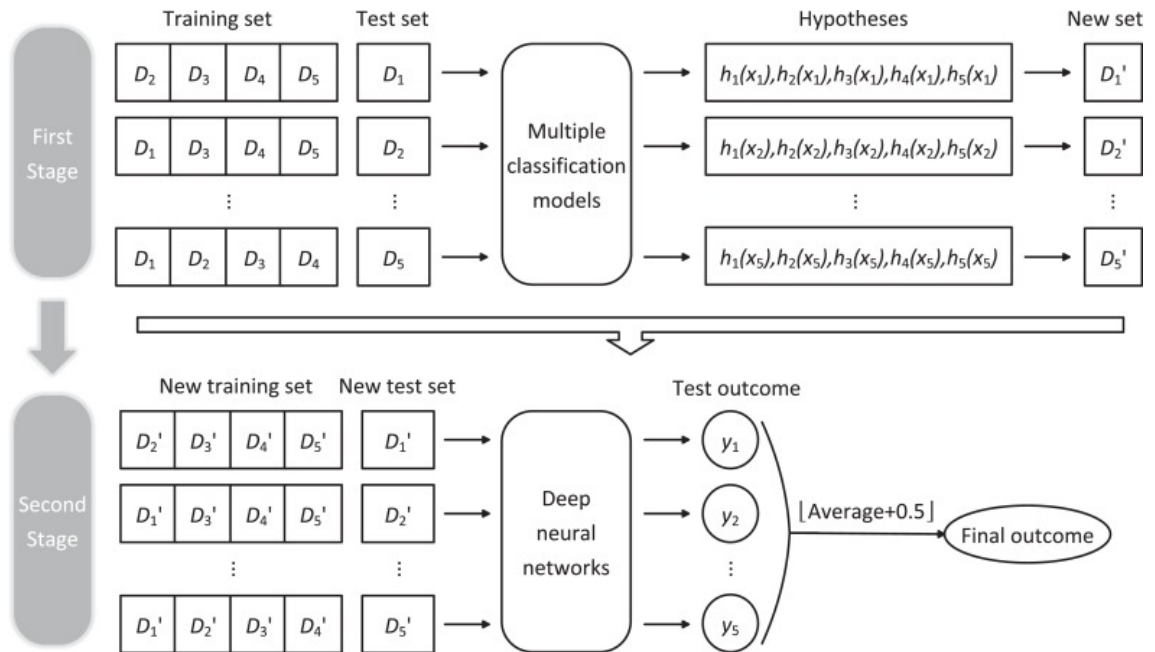 Training set Test set Hypotheses New set
First
Stage
D₂ D₃ D₄ D₅ D₁ h₁(x₁),h₂(x₁),h₃(x₁),h₄(x₁),h₅(x₁) D₁'
D₁ D₃ D₄ D₅ D₂ h₁(x₂),h₂(x₂),h₃(x₂),h₄(x₂),h₅(x₂) D₂'
Multiple
classification
models
⋮ ⋮ ⋮ ⋮
D₁ D₂ D₃ D₄ D₅ h₁(x₅),h₂(x₅),h₃(x₅),h₄(x₅),h₅(x₅) D₅'
New training set New test set Test outcome
Second
Stage
D₂' D₃' D₄' D₅' D₁' y₁
D₁' D₃' D₄' D₅' D₂' y₂
Deep
neural
networks
⋮ ⋮ ⋮
D₁' D₂' D₃' D₄' D₅' y₅
⌊Average+0.5⌋
Final outcome